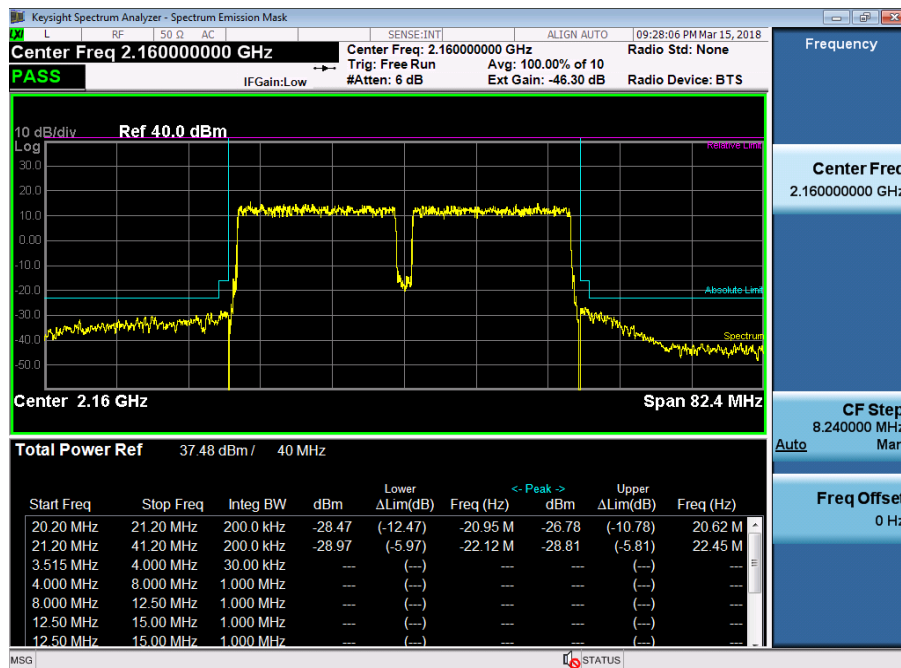 Keysight Spectrum Analyzer - Spectrum Emission Mask
LXI L RF 50 Ω AC SENSE:INT ALIGN AUTO 09:28:06 PM Mar 15, 2018
Center Freq 2.160000000 GHz
Center Freq: 2.160000000 GHz Radio Std: None
Trig: Free Run Avg: 100.00% of 10
PASS
IFGain:Low #Atten: 6 dB Ext Gain: -46.30 dB Radio Device: BTS
10 dB/div Ref 40.0 dBm
Log
Relative Limit
30.0
20.0
10.0
0.00
-10.0
-20.0
Absolute Limit
-30.0
Spectrum
-40.0
-50.0
Center 2.16 GHz Span 82.4 MHz
Total Power Ref 37.48 dBm / 40 MHz
Lower <- Peak -> Upper
Start Freq Stop Freq Integ BW dBm ΔLim(dB) Freq (Hz) dBm ΔLim(dB) Freq (Hz)
20.20 MHz 21.20 MHz 200.0 kHz -28.47 (-12.47) -20.95 M -26.78 (-10.78) 20.62 M
21.20 MHz 41.20 MHz 200.0 kHz -28.97 (-5.97) -22.12 M -28.81 (-5.81) 22.45 M
3.515 MHz 4.000 MHz 30.00 kHz --- (---) --- --- (---) ---
4.000 MHz 8.000 MHz 1.000 MHz --- (---) --- --- (---) ---
8.000 MHz 12.50 MHz 1.000 MHz --- (---) --- --- (---) ---
12.50 MHz 15.00 MHz 1.000 MHz --- (---) --- --- (---) ---
12.50 MHz 15.00 MHz 1.000 MHz --- (---) --- --- (---) ---
MSG STATUS
Frequency
Center Freq
2.160000000 GHz
CF Step
8.240000 MHz
Auto Man
Freq Offset
0 Hz